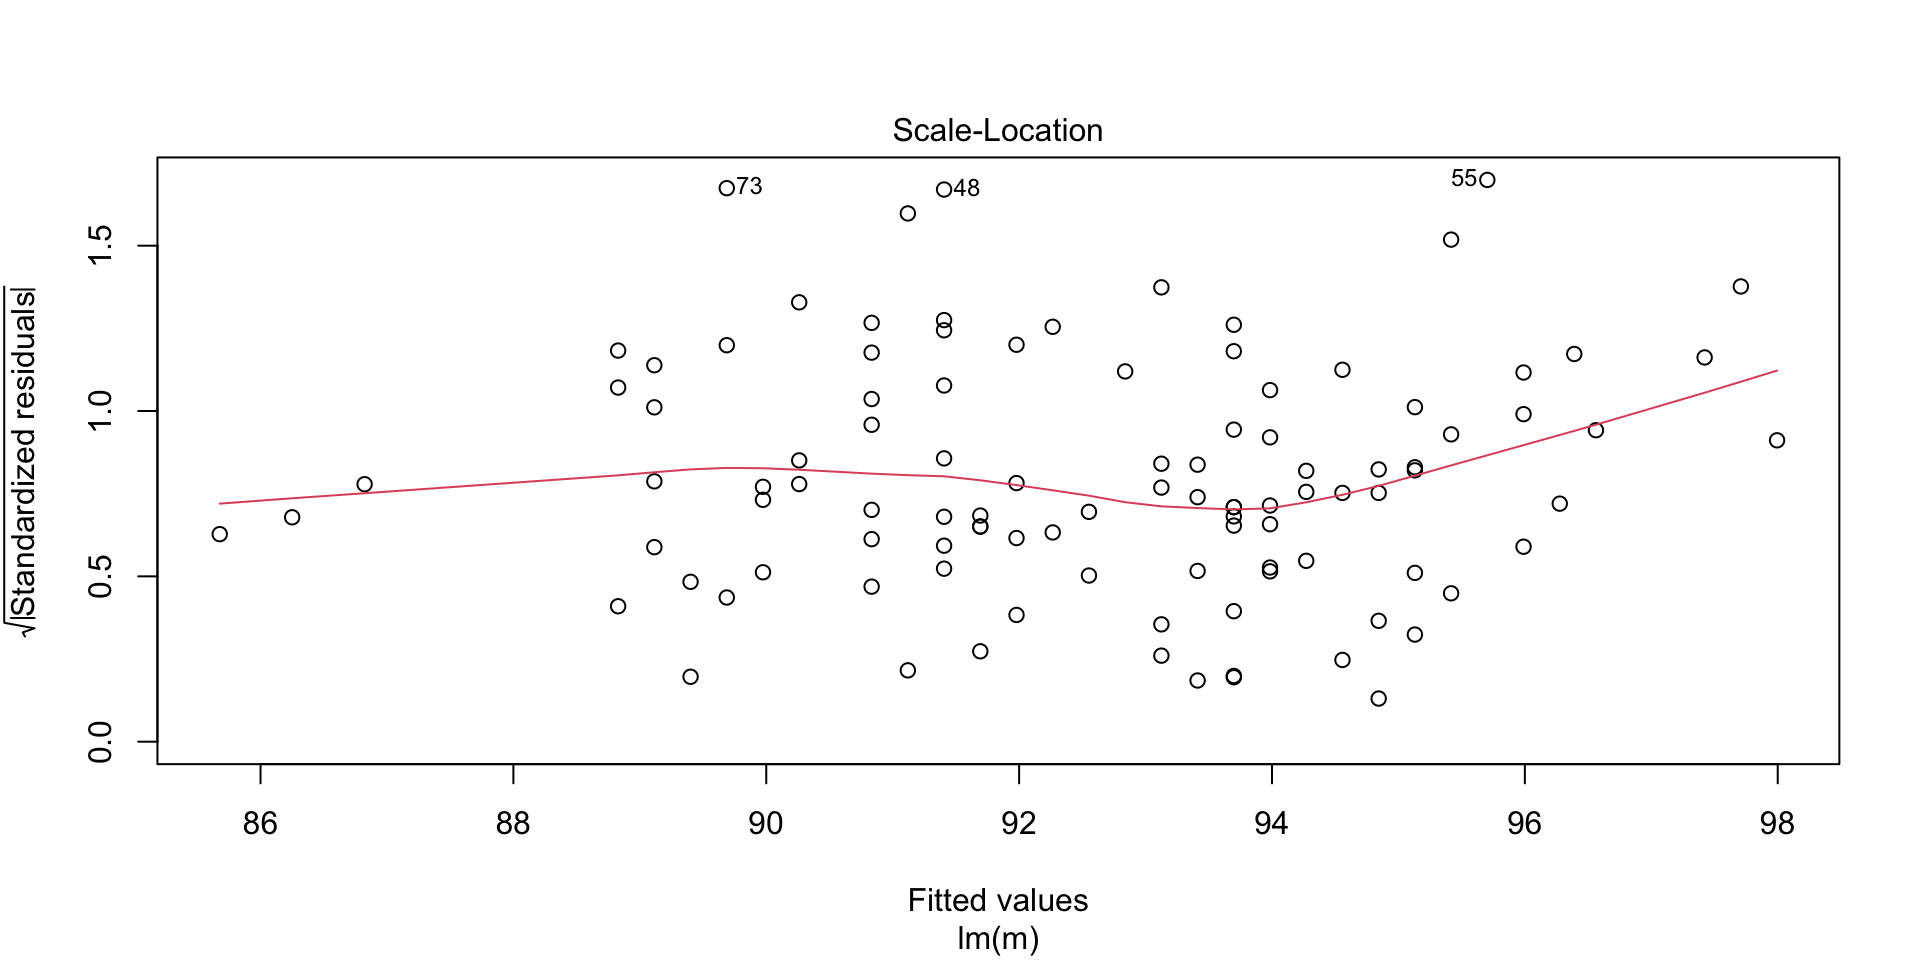 Scale-Location
73
48
55
√|Standardized residuals|
1.5
1.0
0.5
0.0
86 88 90 92 94 96 98
Fitted values
lm(m)